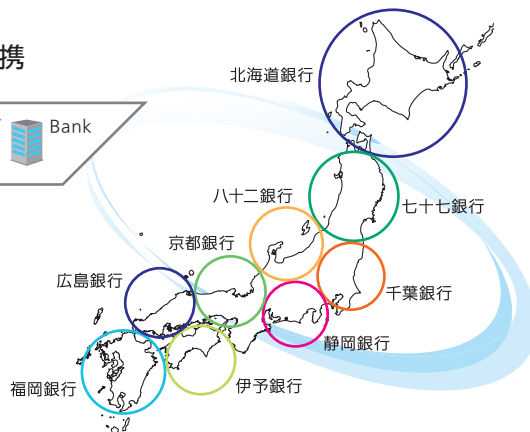 携
Bank
北海道銀行
八十二銀行
七十七銀行
京都銀行
広島銀行
千葉銀行
静岡銀行
福岡銀行
伊予銀行